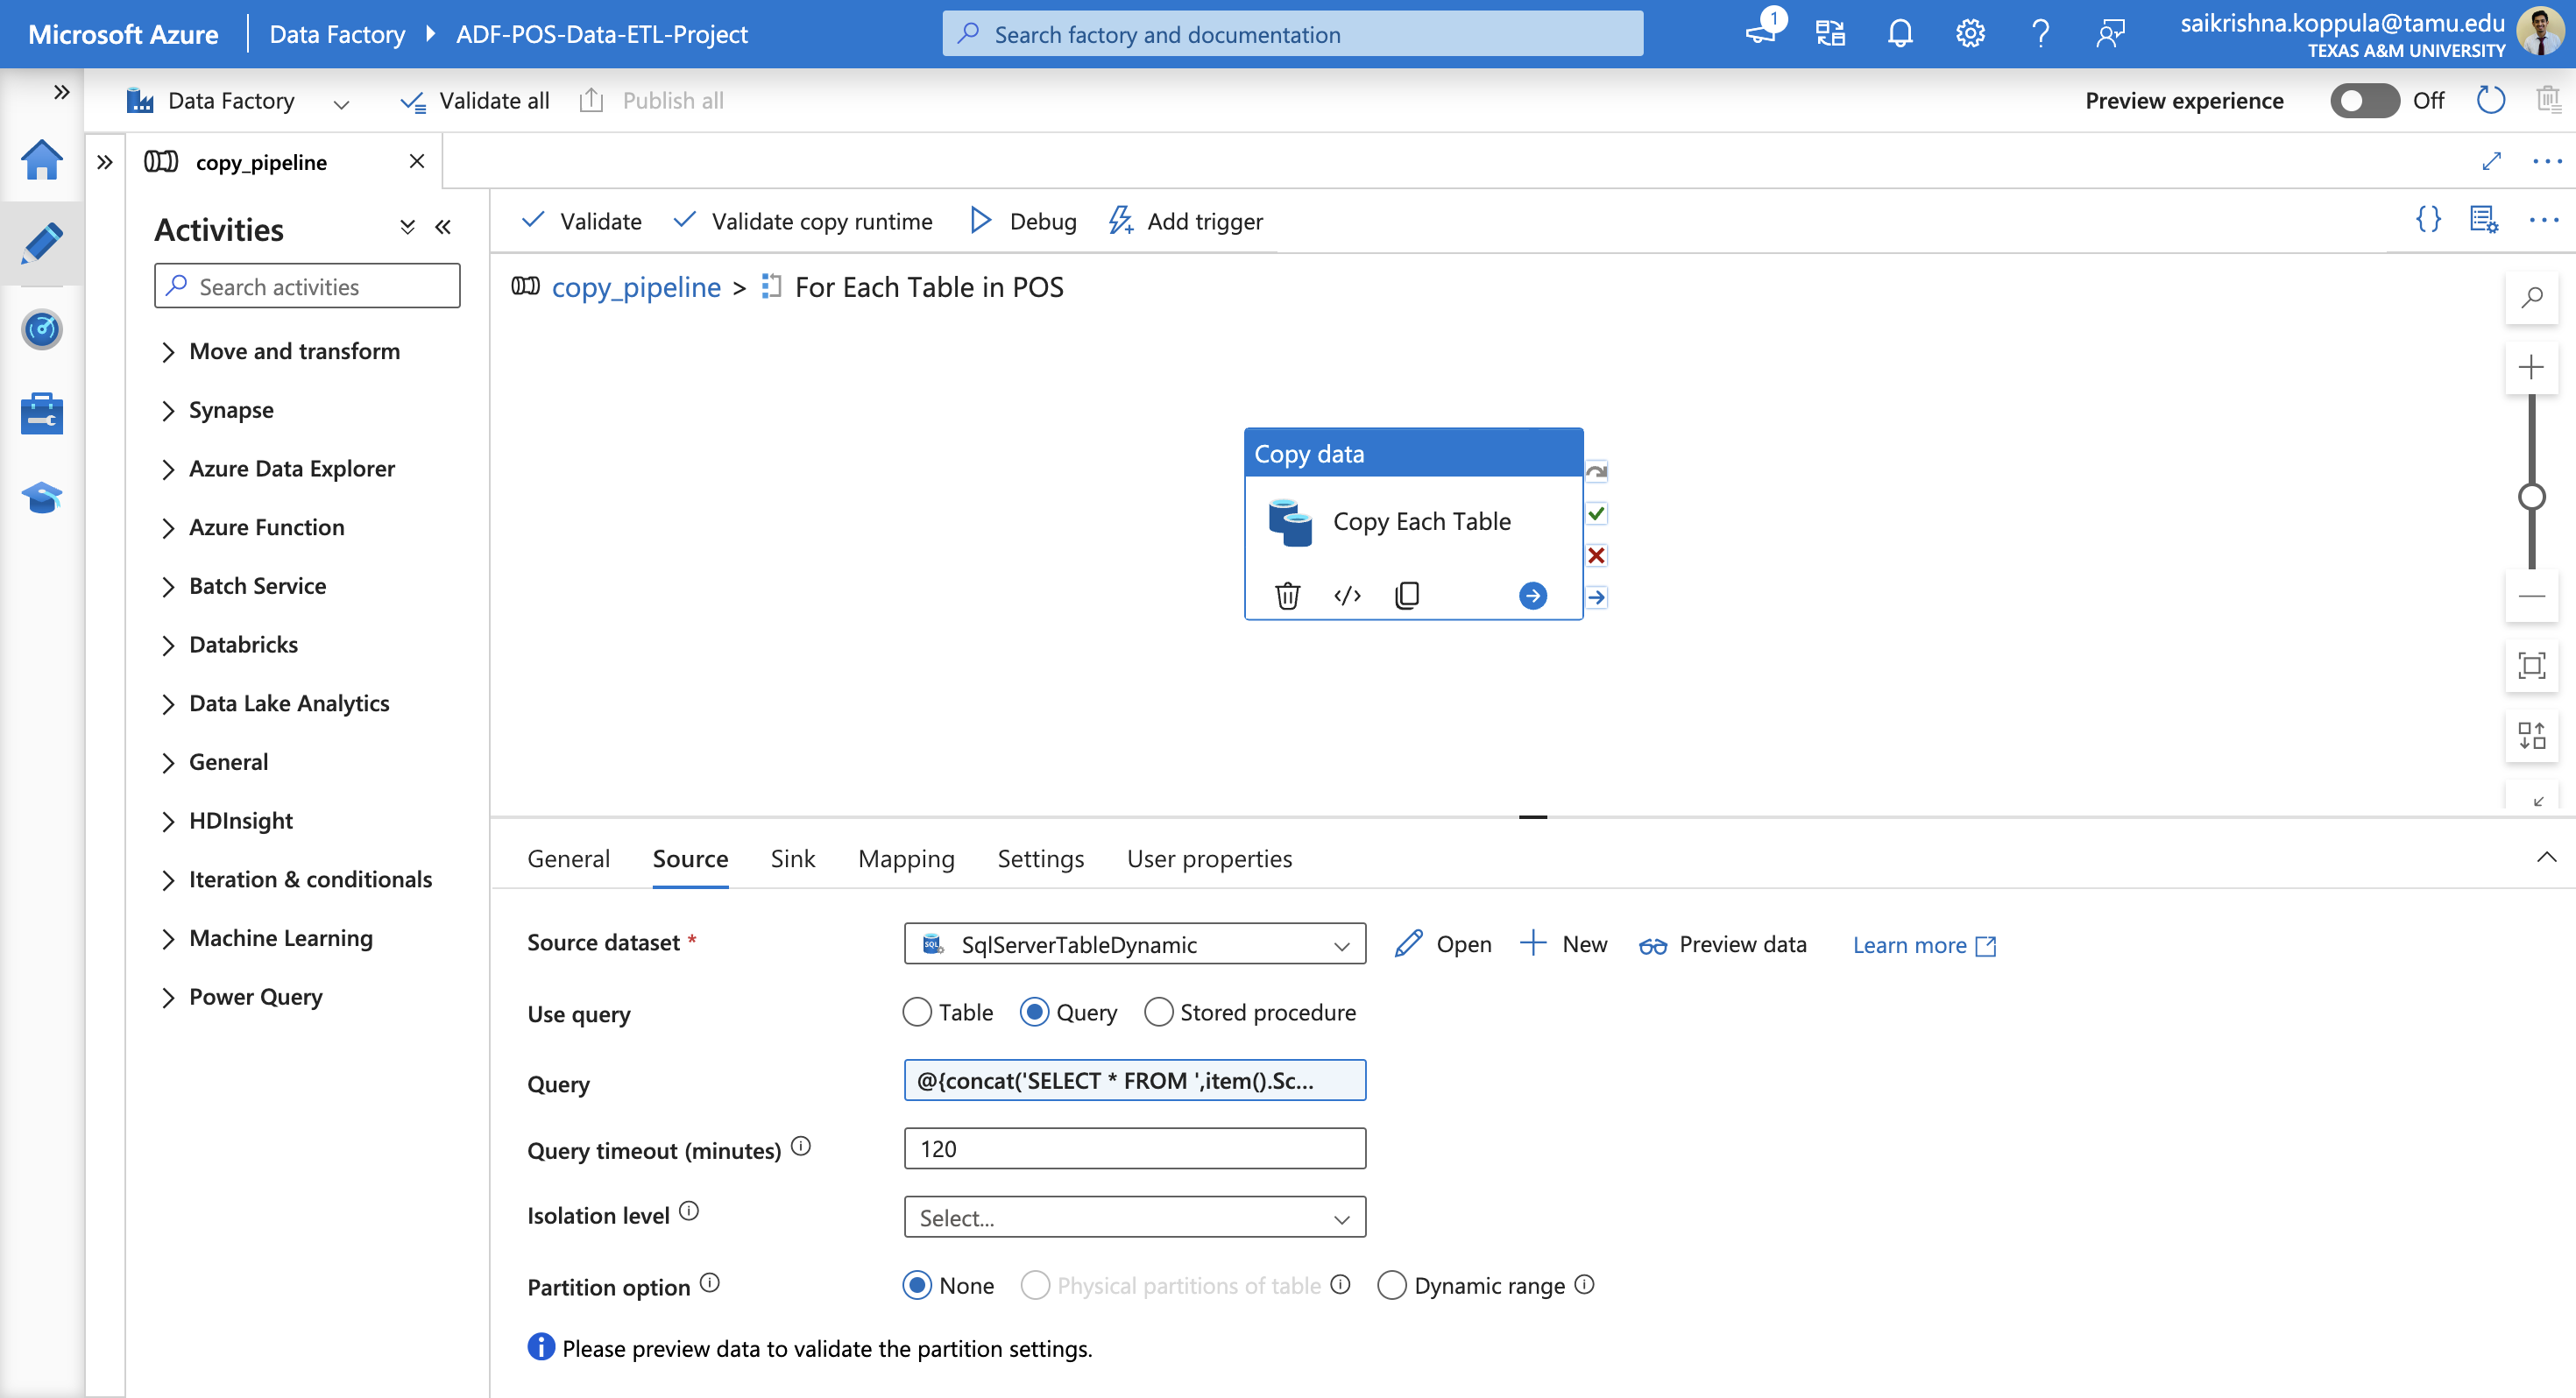 Microsoft Azure Data Factory ADF-POS-Data-ETL-Project Search factory and documentation 1 saikrishna.koppula@tamu.edu
TEXAS A&M UNIVERSITY
Data Factory Validate all Publish all Preview experience Off
copy_pipeline
Activities
Validate Validate copy runtime Debug Add trigger
Search activities
copy_pipeline > For Each Table in POS
Move and transform
Synapse
Azure Data Explorer
Azure Function
Batch Service
Databricks
Data Lake Analytics
General
HDInsight
Iteration & conditionals
Machine Learning
Power Query
Copy data
Copy Each Table
General Source Sink Mapping Settings User properties
Source dataset * SqlServerTableDynamic Open New Preview data Learn more
Use query Table Query Stored procedure
Query @{concat('SELECT * FROM ',item().Sc...
Query timeout (minutes) 120
Isolation level Select...
Partition option None Physical partitions of table Dynamic range
Please preview data to validate the partition settings.